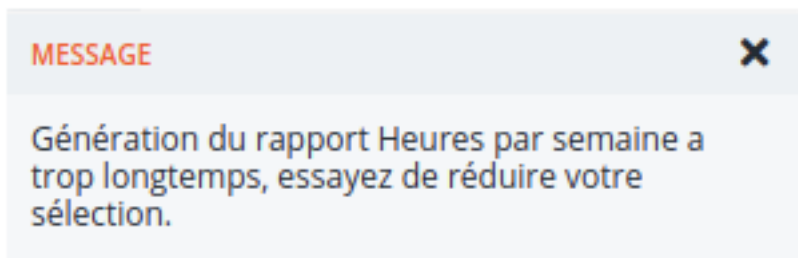 MESSAGE
Génération du rapport Heures par semaine a
trop longtemps, essayez de réduire votre
sélection.